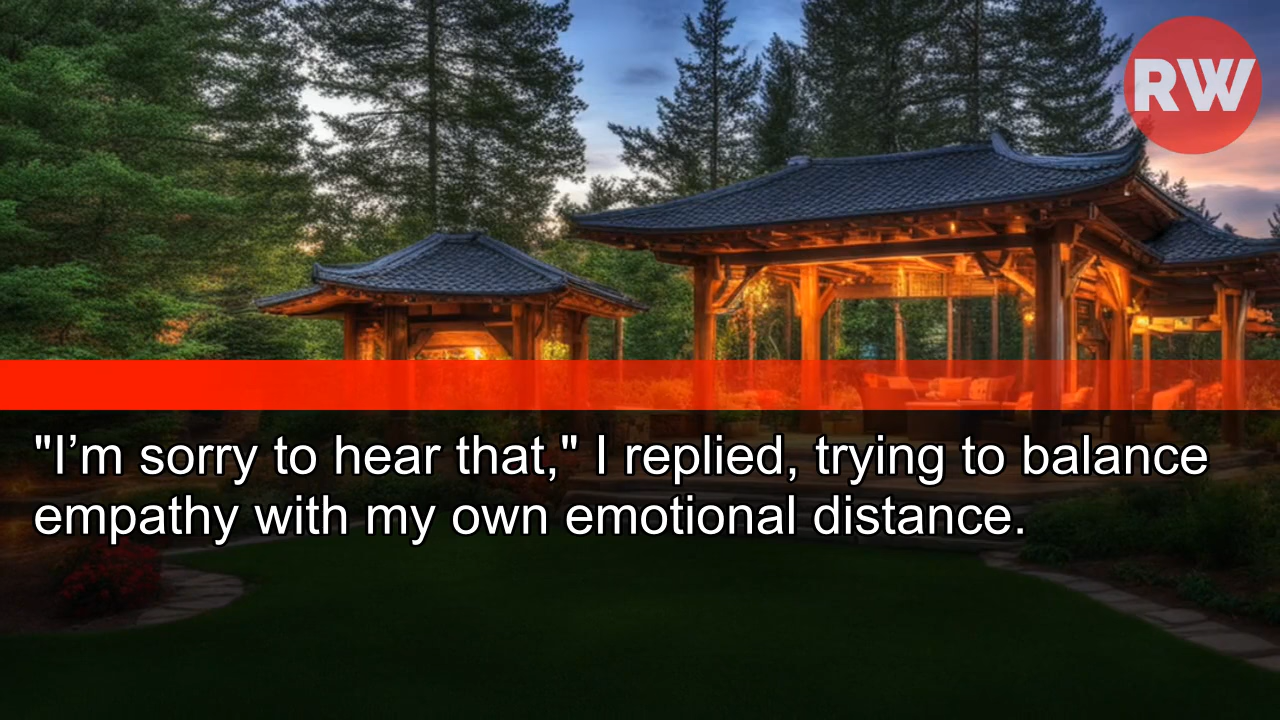 RW
"I’m sorry to hear that," I replied, trying to balance
empathy with my own emotional distance.